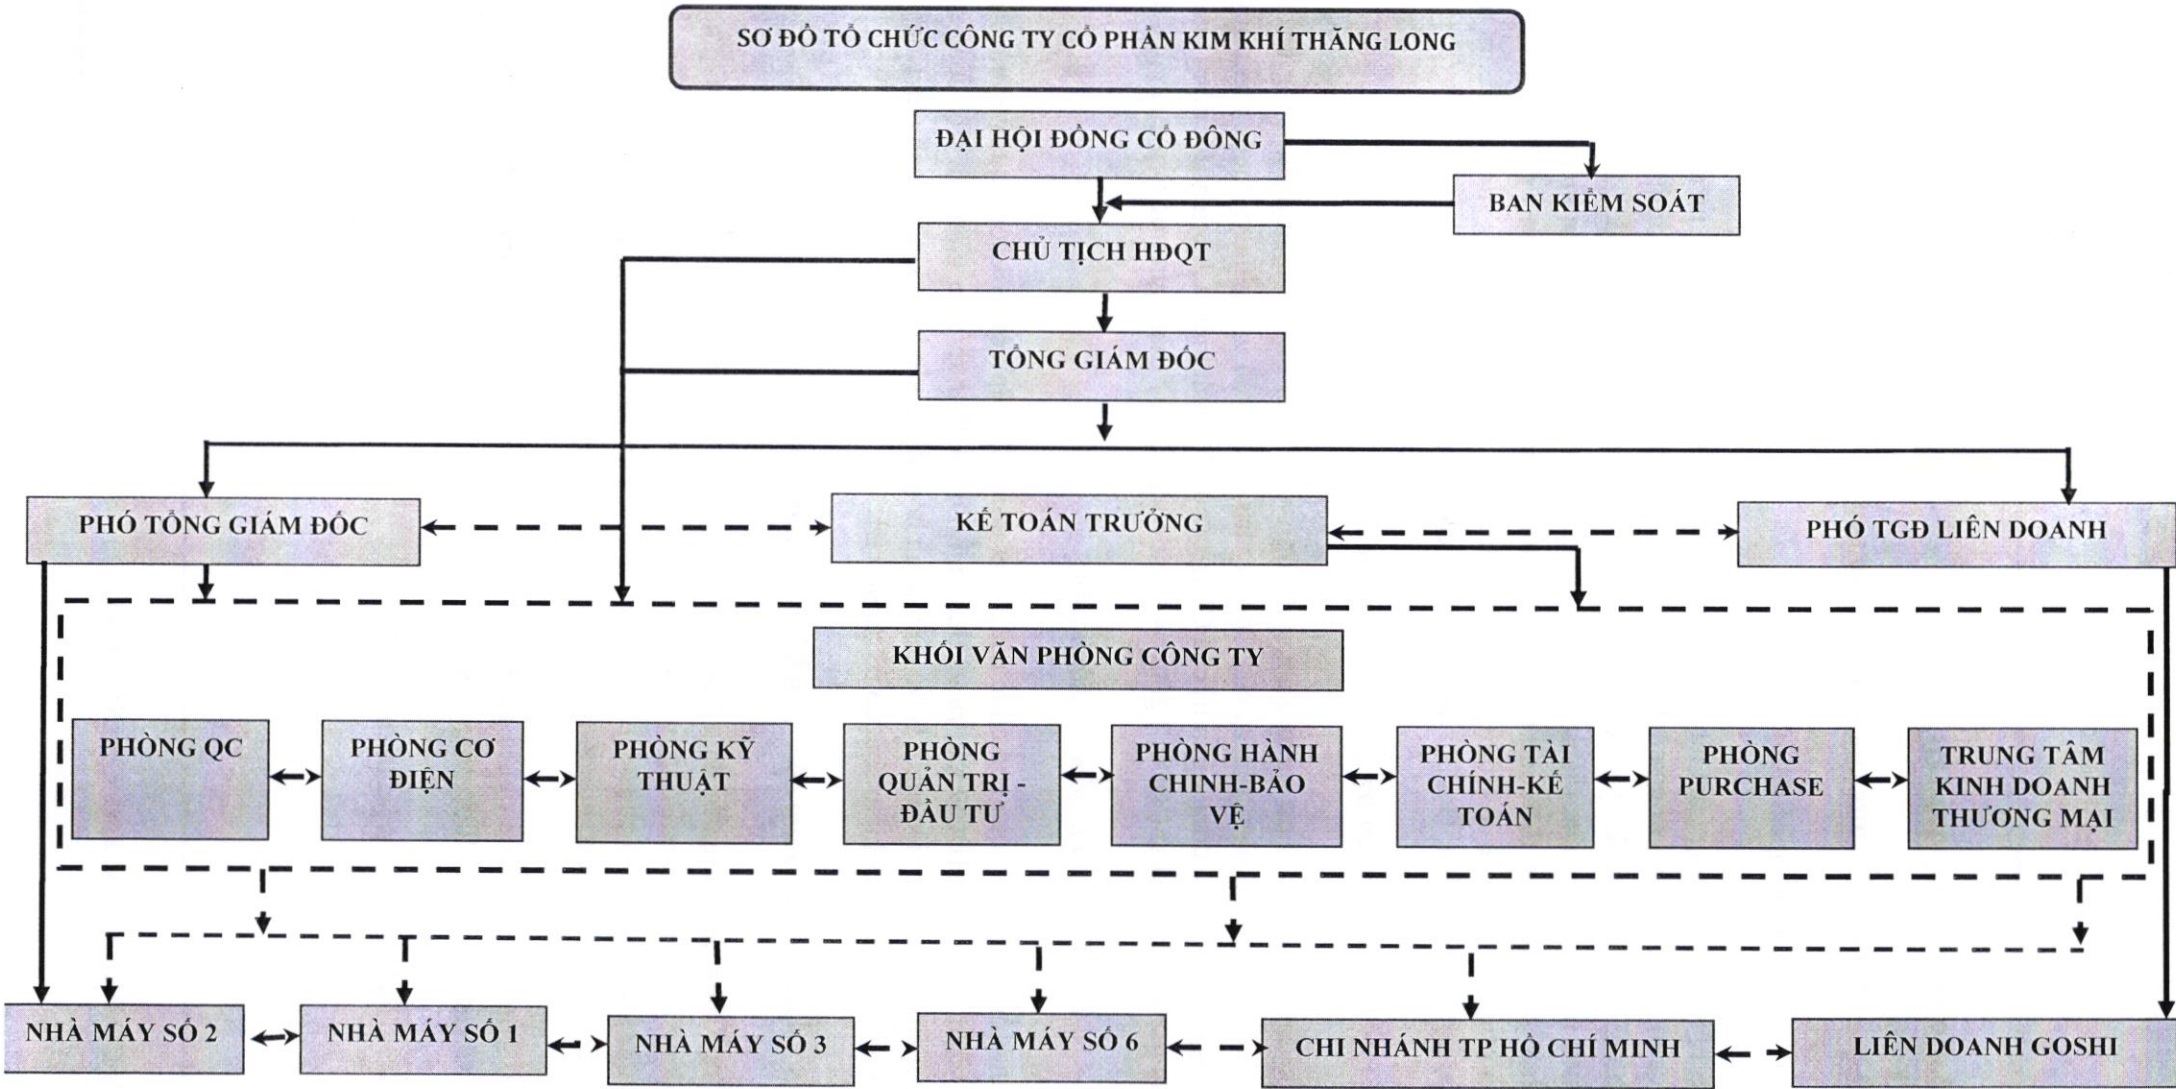 SƠ ĐỒ TỔ CHỨC CÔNG TY CỔ PHẦN KIM KHÍ THĂNG LONG
ĐẠI HỘI ĐỒNG CỔ ĐÔNG
BAN KIỂM SOÁT
CHỦ TỊCH HĐQT
TỔNG GIÁM ĐỐC
PHÓ TỔNG GIÁM ĐỐC
KẾ TOÁN TRƯỞNG
PHÓ TGĐ LIÊN DOANH
KHỐI VĂN PHÒNG CÔNG TY
PHÒNG QC
PHÒNG CƠ
ĐIỆN
PHÒNG KỸ
THUẬT
PHÒNG
QUẢN TRỊ -
ĐẦU TƯ
PHÒNG HÀNH
CHINH-BẢO
VỆ
PHÒNG TÀI
CHÍNH-KẾ
TOÁN
PHÒNG
PURCHASE
TRUNG TÂM
KINH DOANH
THƯƠNG MẠI
NHÀ MÁY SỐ 2
NHÀ MÁY SỐ 1
NHÀ MÁY SỐ 3
NHÀ MÁY SỐ 6
CHI NHÁNH TP HỒ CHÍ MINH
LIÊN DOANH GOSHI